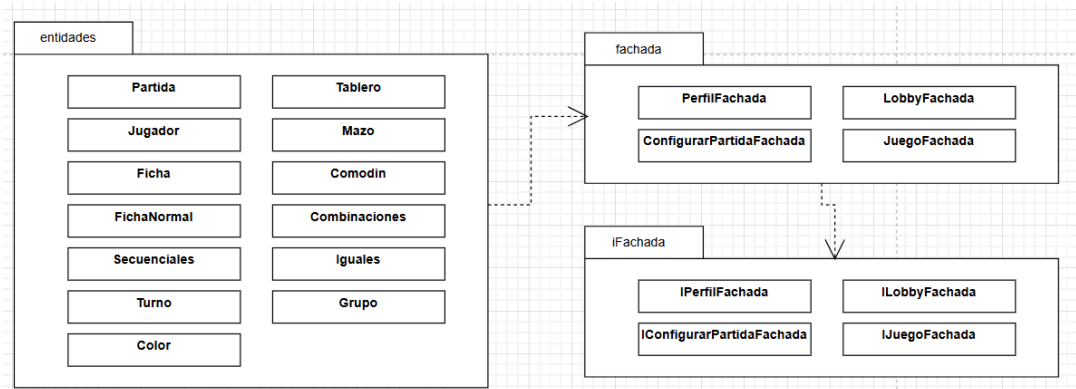 entidades
Partida
Tablero
Jugador
Mazo
Ficha
Comodin
FichaNormal
Combinaciones
Secuenciales
Iguales
Turno
Grupo
Color
fachada
PerfilFachada
LobbyFachada
ConfigurarPartidaFachada
JuegoFachada
iFachada
IPerfilFachada
ILobbyFachada
IConfigurarPartidaFachada
IJuegoFachada